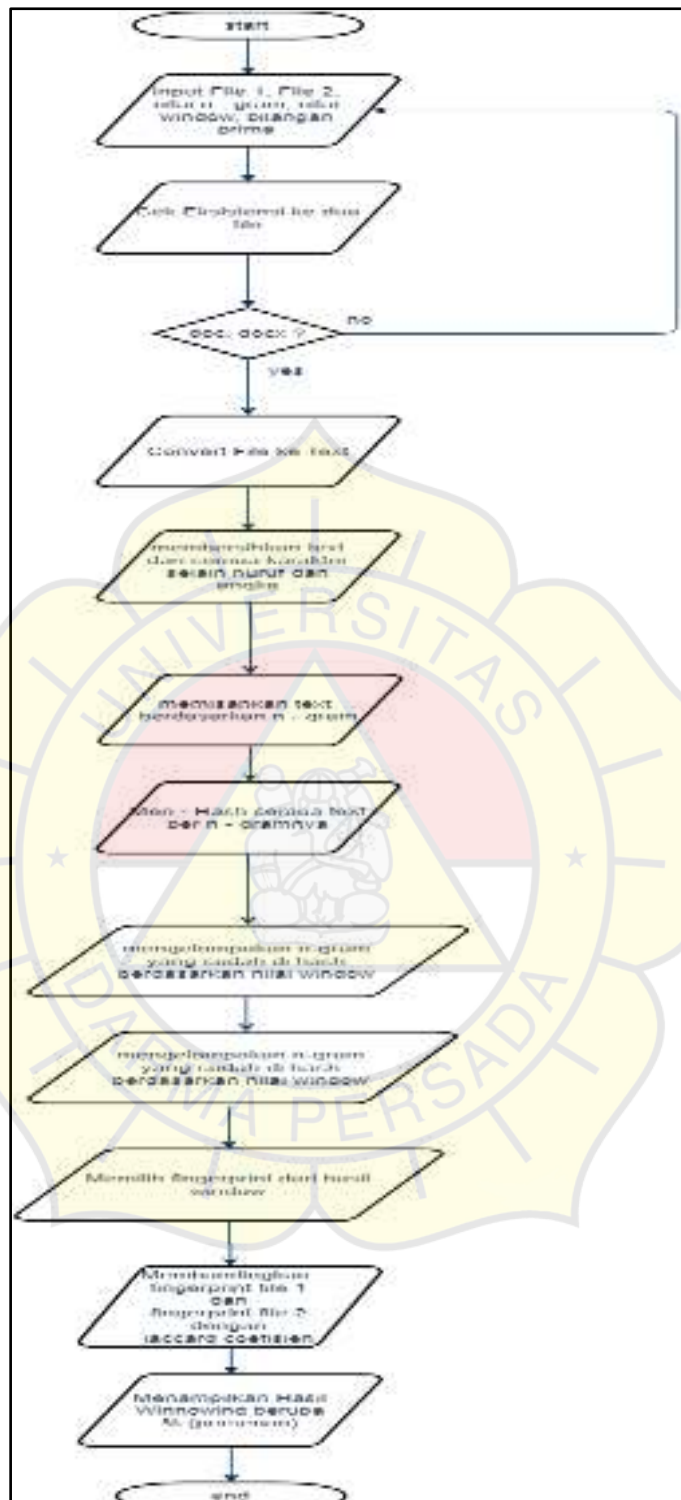 start
Input File 1, File 2,
nilai n - gram, nilai
window, bilangan
prima
Cek Ekstistensi ke dua
file
doc, docx ?
no
yes
Convert File ke Text
membersihkan text
dari semua karakter
selain huruf dan
angka
UNIVERSITAS
memisahkan text
berdasarkan n - gram
Men - Hash semua text
per n - gramnya
mengelompokan n-gram
yang sudah di hash
berdasarkan nilai window
mengelompokan n-gram
yang sudah di hash
berdasarkan nilai window
DARMA PERSADA
Memilih fingerprint dari hasil
window
Membandingkan
fingerprint file 1
dan
fingerprint file 2
dengan
jaccard coefisien
Menampilkan Hasil
Winnowing berupa
%
end